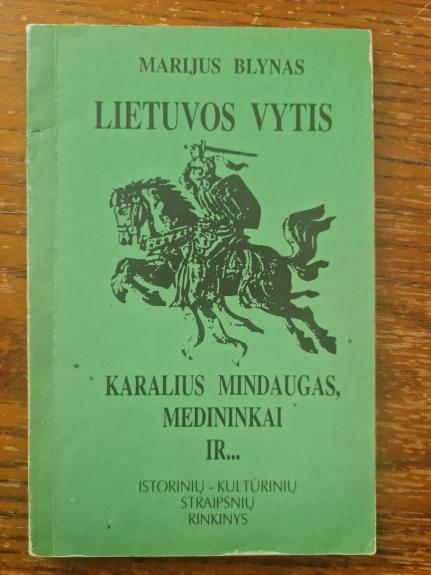 MARIJUS BLYNAS
LIETUVOS VYTIS
KARALIUS MINDAUGAS,
MEDININKAI
IR...
ISTORINIŲ - KULTŪRINIŲ
STRAIPSNIŲ
RINKINYS